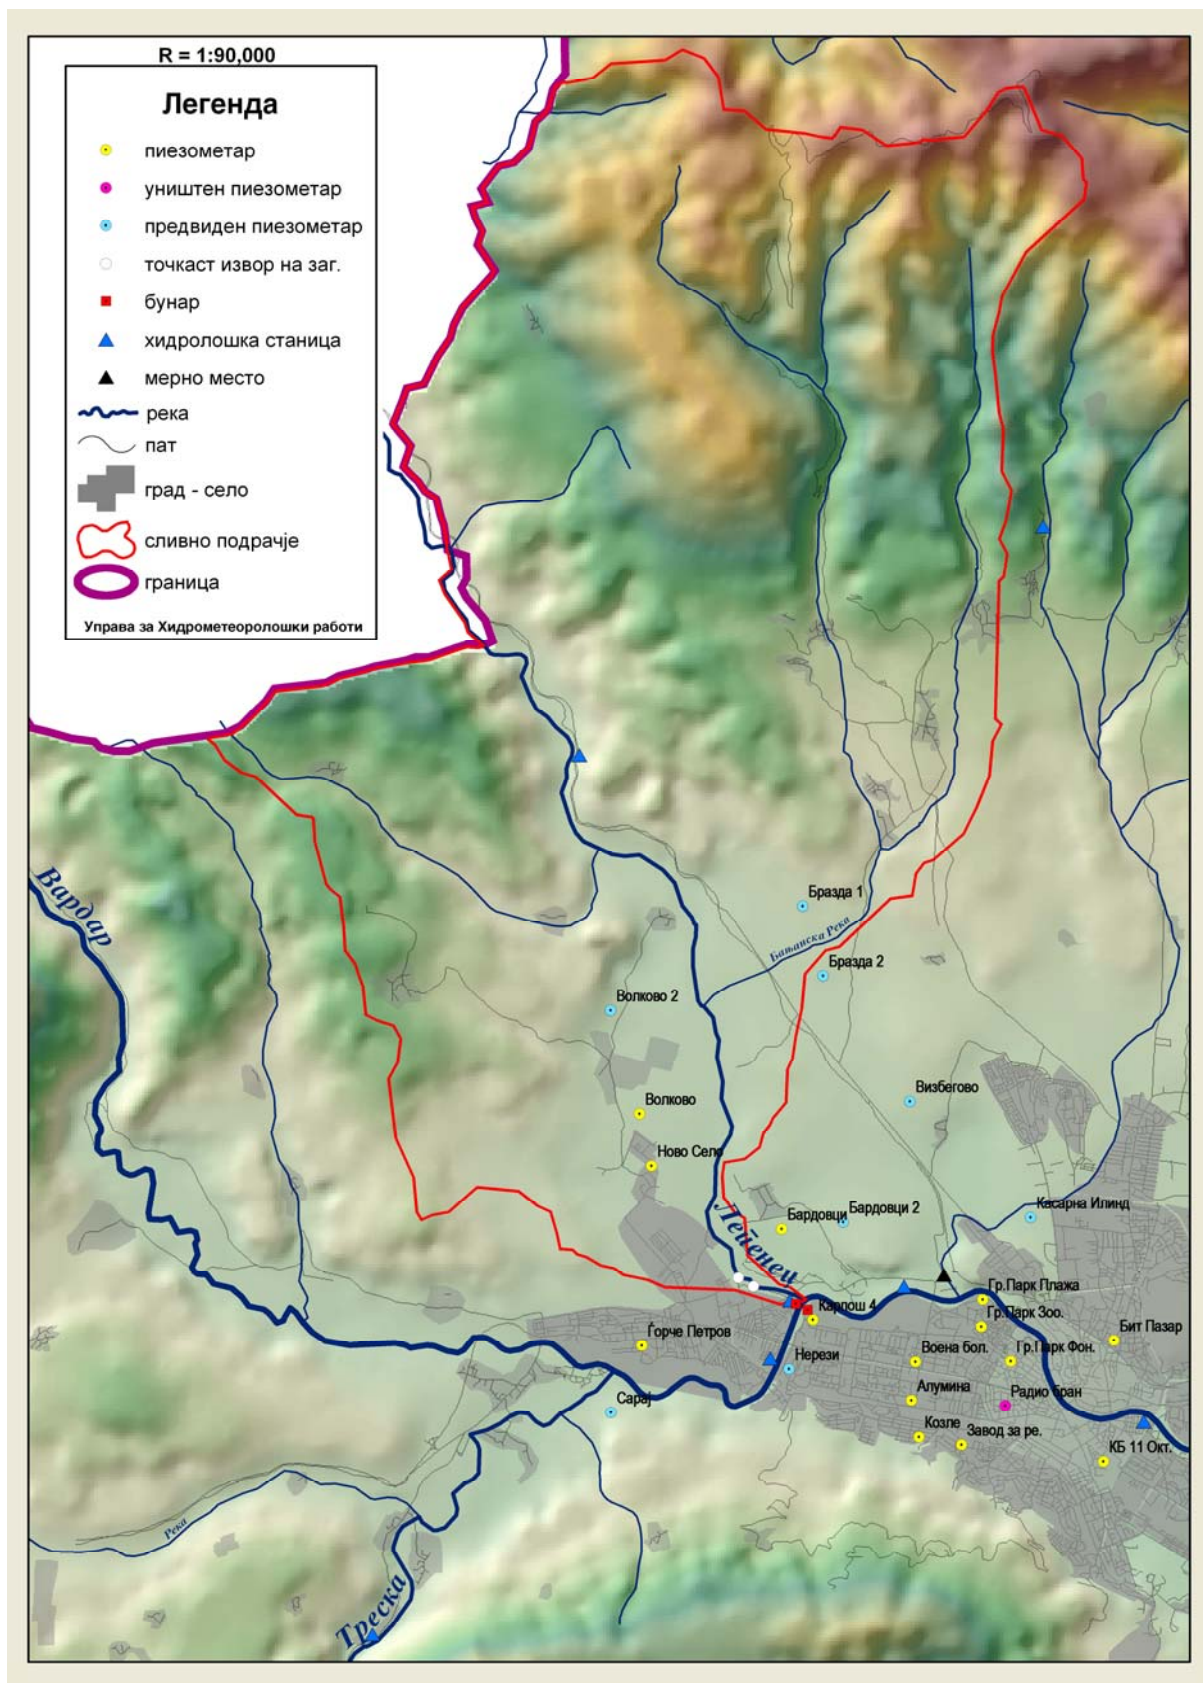 R = 1:90,000
Легенда
пиезометар
уништен пиезометар
предвиден пиезометар
точкаст извор на заг.
бунар
хидролошка станица
мерно место
река
пат
град - село
сливно подрачје
граница
Управа за Хидрометеоролошки работи
Вардар
Бразда 1
Бањанска Река
Бразда 2
Волково 2
Визбегово
Волково
Ново Село
Лепенец
Бардовци
Бардовци 2
Касарна Илинд
Гр.Парк Плажа
Карпош 4
Гр.Парк Зоо.
Бит Пазар
Ѓорче Петров
Нерези
Воена бол.
Гр.Парк Фон.
Сарај
Алумина
Радио бран
Козле
Завод за ре.
КБ 11 Окт.
Река
Треска